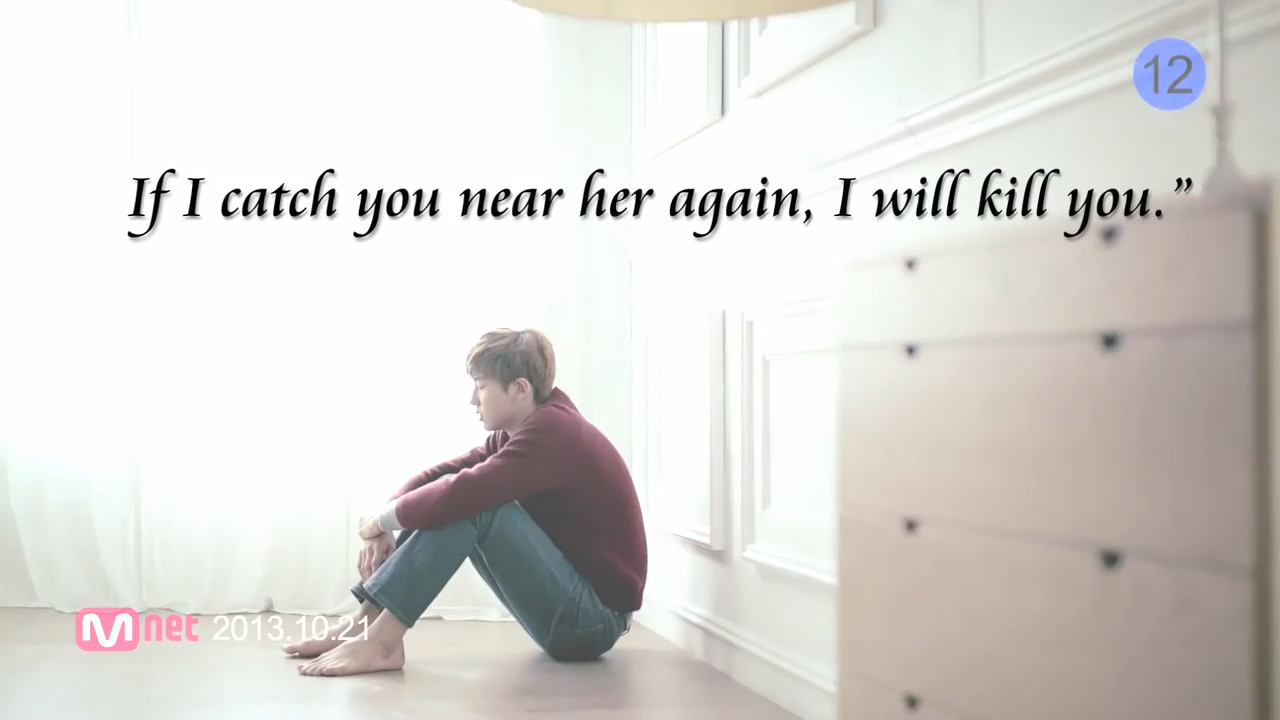 12
If I catch you near her again, I will kill you.”
Mnet 2013.10.21